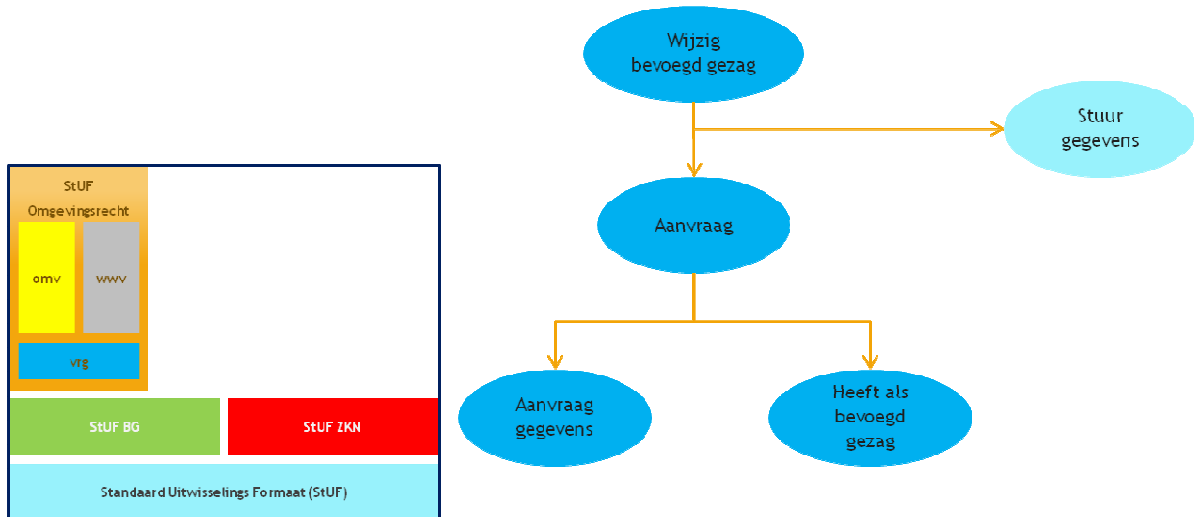 Wijzig
bevoegd gezag
Stuur
gegevens
Aanvraag
Aanvraag
gegevens
Heeft als
bevoegd
gezag
StUF
Omgevingsrecht
omv
wwv
vrg
StUF BG
StUF ZKN
Standaard Uitwisselings Formaat (StUF)